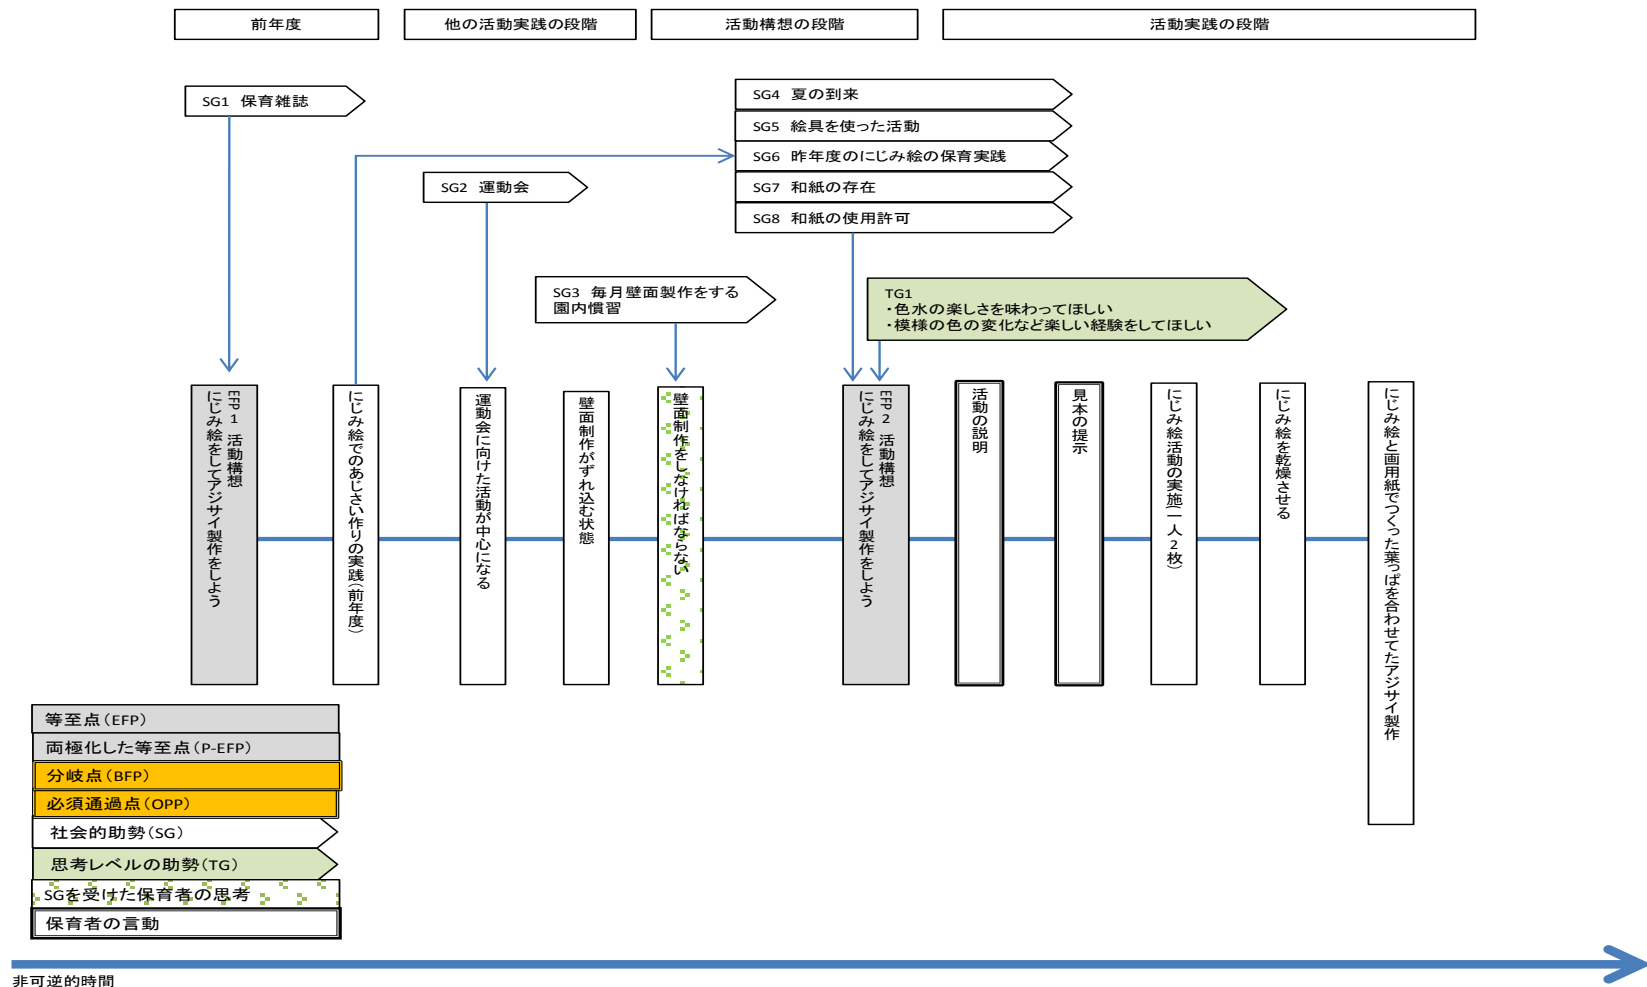 前年度
他の活動実践の段階
活動構想の段階
活動実践の段階
SG1 保育雑誌
SG2 運動会
SG3 毎月壁面製作をする
園内慣習
SG4 夏の到来
SG5 絵具を使った活動
SG6 昨年度のにじみ絵の保育実践
SG7 和紙の存在
SG8 和紙の使用許可
TG1
・色水の楽しさを味わってほしい
・模様の色の変化など楽しい経験をしてほしい
EFP1 活動構想
にじみ絵をしてアジサイ製作をしよう
にじみ絵でのあじさい作りの実践(前年度)
運動会に向けた活動が中心になる
壁面制作がずれ込む状態
壁面制作をしなければならない
EFP2 活動構想
にじみ絵をしてアジサイ製作をしよう
活動の説明
見本の提示
にじみ絵活動の実施(一人2枚)
にじみ絵を乾燥させる
にじみ絵と画用紙でつくった葉っぱを合わせてたアジサイ製作
等至点(EFP)
両極化した等至点(P-EFP)
分岐点(BFP)
必須通過点(OPP)
社会的助勢(SG)
思考レベルの助勢(TG)
SGを受けた保育者の思考
保育者の言動
非可逆的時間